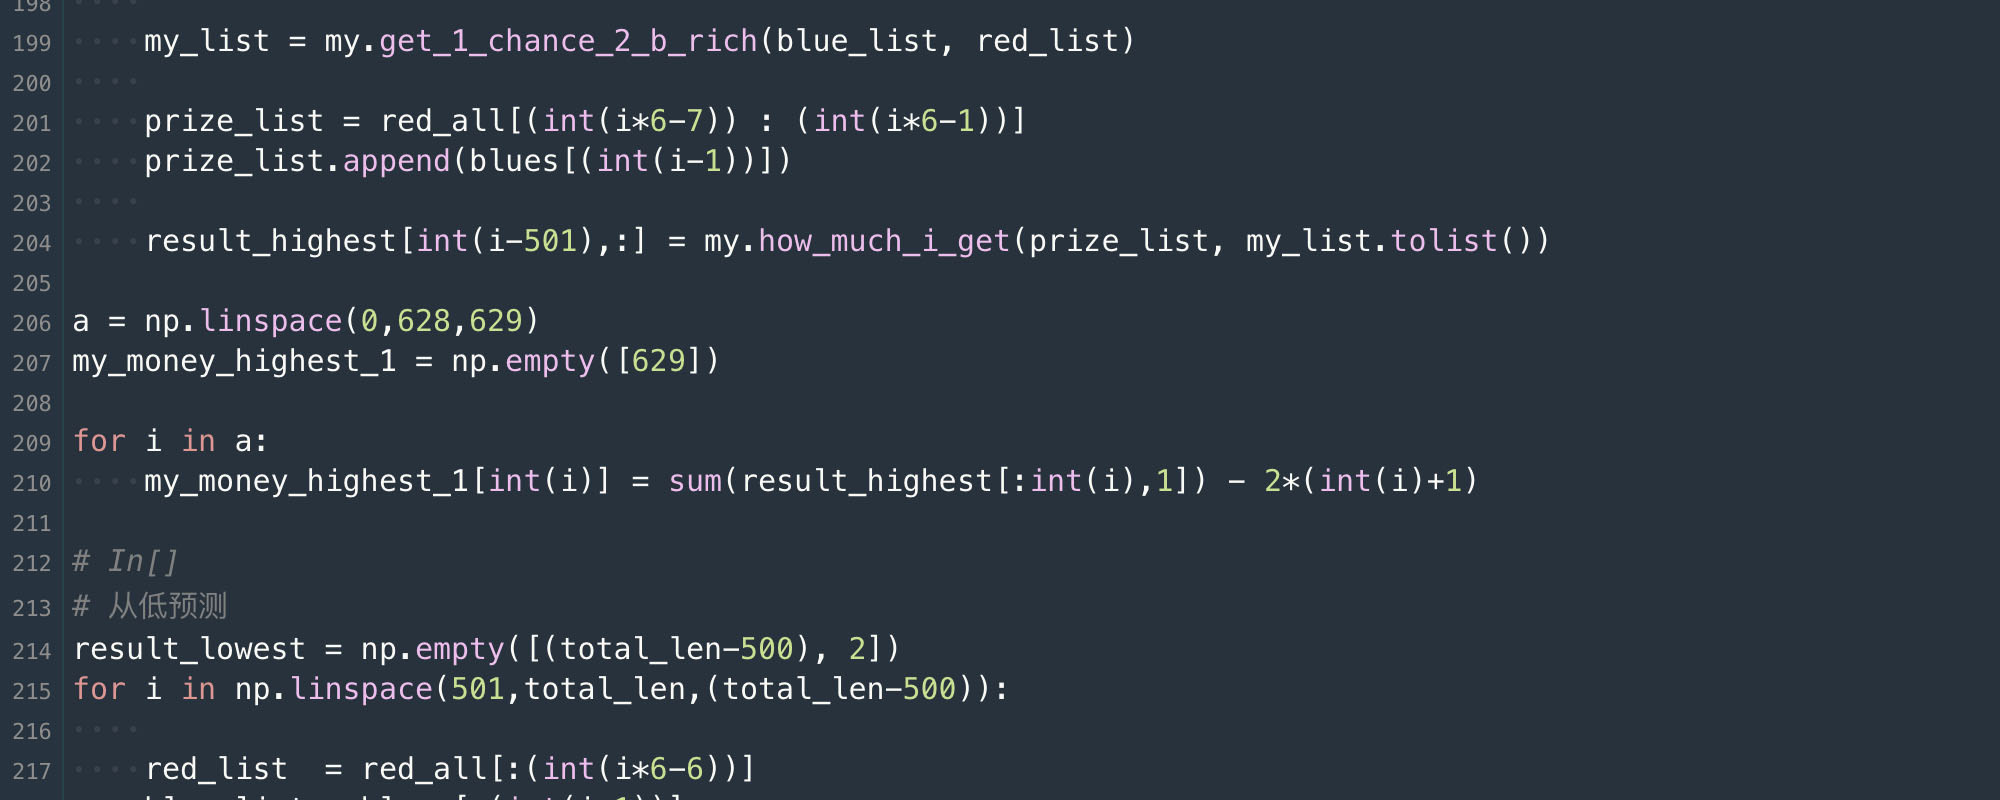 198
199 my_list = my.get_1_chance_2_b_rich(blue_list, red_list)
200
201 prize_list = red_all[(int(i*6-7)) : (int(i*6-1))]
202 prize_list.append(blues[(int(i-1))])
203
204 result_highest[int(i-501),:] = my.how_much_i_get(prize_list, my_list.tolist())
205
206 a = np.linspace(0,628,629)
207 my_money_highest_1 = np.empty([629])
208
209 for i in a:
210 my_money_highest_1[int(i)] = sum(result_highest[:int(i),1]) - 2*(int(i)+1)
211
212 # In[]
213 # 从低预测
214 result_lowest = np.empty([(total_len-500), 2])
215 for i in np.linspace(501,total_len,(total_len-500)):
216
217 red_list  = red_all[:(int(i*6-6))]